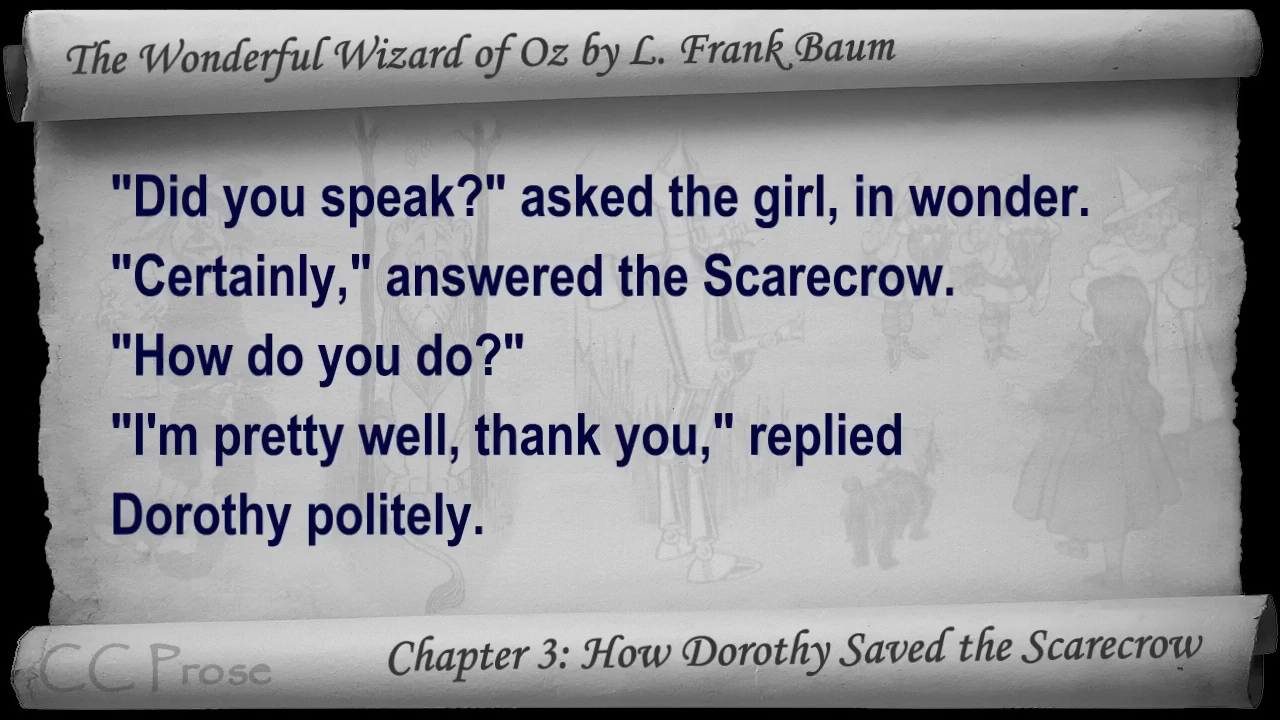 The Wonderful Wizard of Oz by L. Frank Baum
"Did you speak?" asked the girl, in wonder.
"Certainly," answered the Scarecrow.
"How do you do?"
"I'm pretty well, thank you," replied
Dorothy politely.
Chapter 3: How Dorothy Saved the Scarecrow
CC Prose